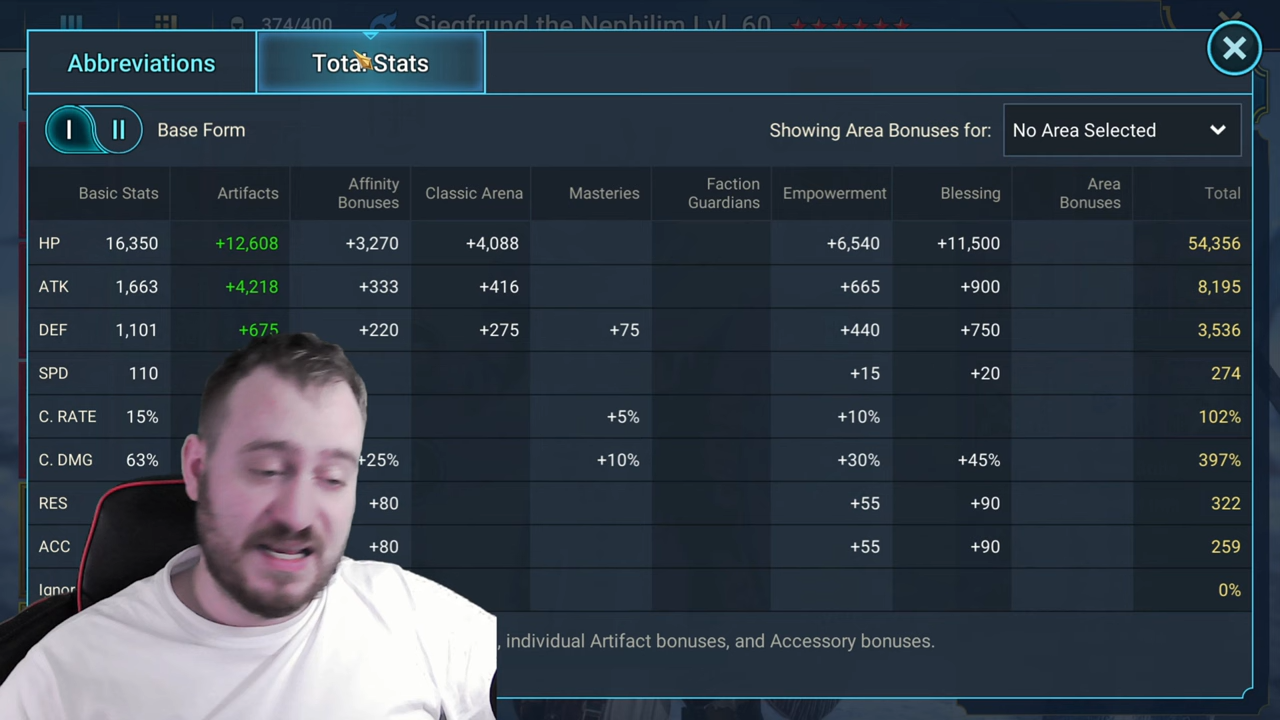 374/400 Siegfrund the Nephilim Lvl. 60
Abbreviations Total Stats
I II Base Form Showing Area Bonuses for: No Area Selected
Basic Stats Artifacts Affinity Bonuses Classic Arena Masteries Faction Guardians Empowerment Blessing Area Bonuses Total
HP 16,350 +12,608 +3,270 +4,088 +6,540 +11,500 54,356
ATK 1,663 +4,218 +333 +416 +665 +900 8,195
DEF 1,101 +675 +220 +275 +75 +440 +750 3,536
SPD 110 +15 +20 274
C. RATE 15% +5% +10% 102%
C. DMG 63% +25% +10% +30% +45% 397%
RES +80 +55 +90 322
ACC +80 +55 +90 259
Ignor 0%
, individual Artifact bonuses, and Accessory bonuses.